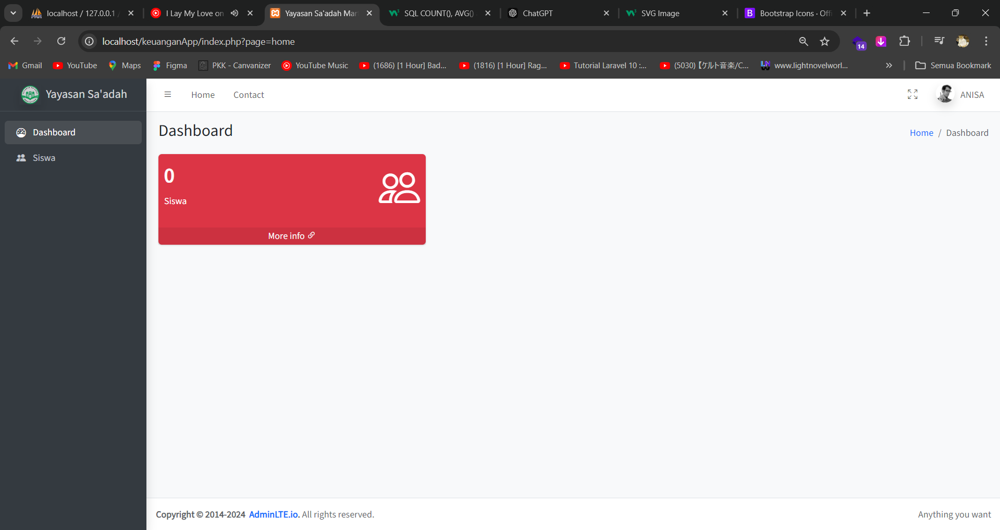 localhost / 127.0.0.1 /
I Lay My Love on
Yayasan Sa'adah Mar
SQL COUNT(), AVG()
ChatGPT
SVG Image
Bootstrap Icons · Offi
localhost/keuanganApp/index.php?page=home
14
Gmail
YouTube
Maps
Figma
PKK - Canvanizer
YouTube Music
(1686) [1 Hour] Bad...
(1816) [1 Hour] Rag...
Tutorial Laravel 10 :...
(5030)【ケルト音楽/C...
www.lightnovelworl...
»
Semua Bookmark
Yayasan Sa'adah
Home
Contact
ANISA
Dashboard
Siswa
Dashboard
Home / Dashboard
0
Siswa
More info
Copyright © 2014-2024 AdminLTE.io. All rights reserved.
Anything you want